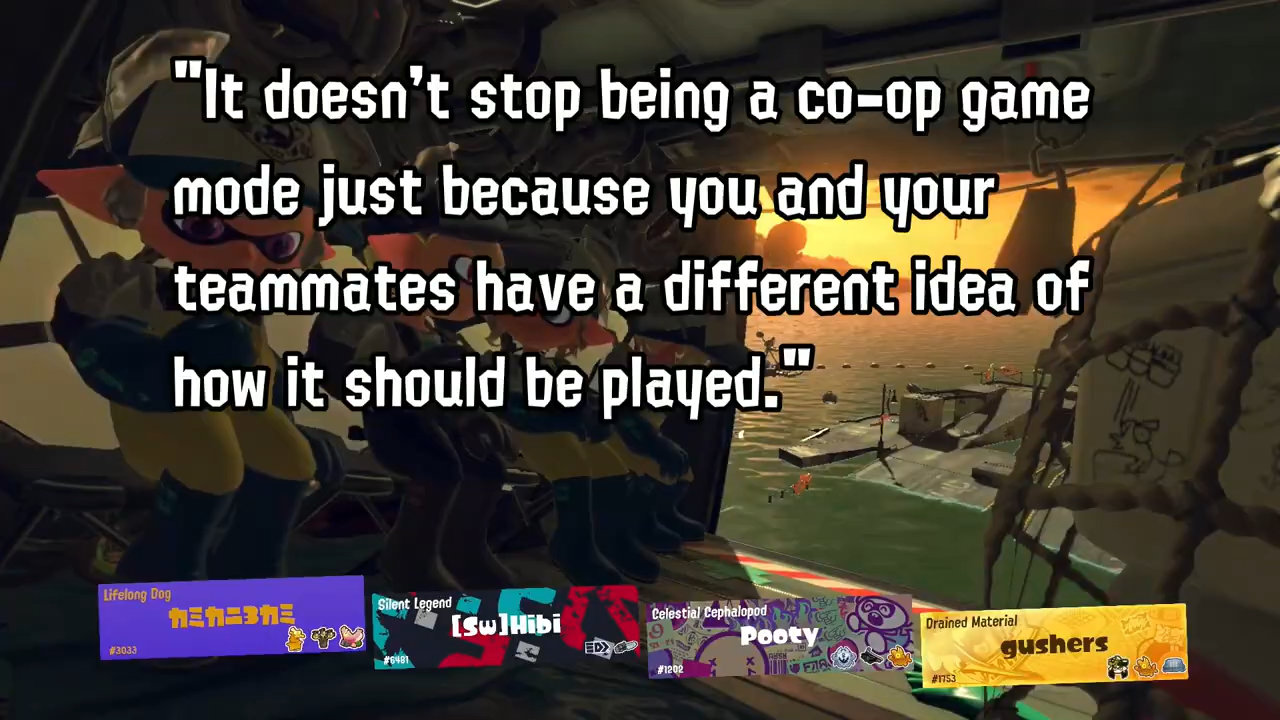 "It doesn't stop being a co-op game
mode just because you and your
teammates have a different idea of
how it should be played."
Lifelong Dog
カミカニ3カミ
#3033
Silent Legend
[Sw]Hibi
#6481
Celestial Cephalopod
Pooty
#1202
Drained Material
gushers
#1753